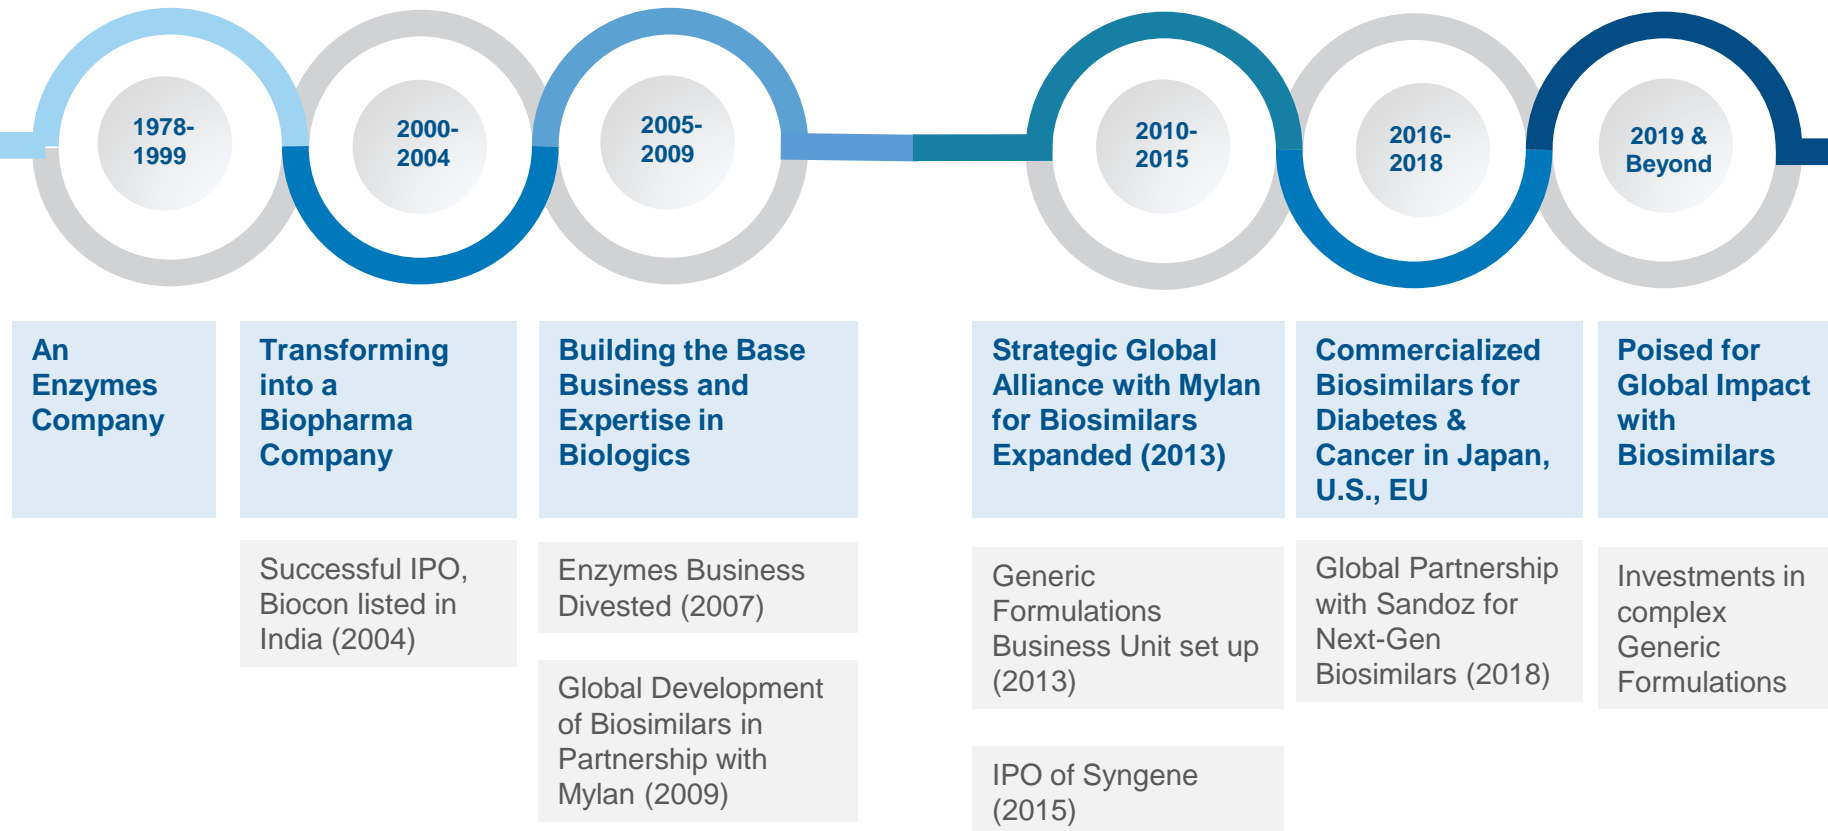 1978-
1999
2000-
2004
2005-
2009
2010-
2015
2016-
2018
2019 &
Beyond
An
Enzymes
Company
Transforming
into a
Biopharma
Company
Successful IPO,
Biocon listed in
India (2004)
Building the Base
Business and
Expertise in
Biologics
Enzymes Business
Divested (2007)
Global Development
of Biosimilars in
Partnership with
Mylan (2009)
Strategic Global
Alliance with Mylan
for Biosimilars
Expanded (2013)
Generic
Formulations
Business Unit set up
(2013)
IPO of Syngene
(2015)
Commercialized
Biosimilars for
Diabetes &
Cancer in Japan,
U.S., EU
Global Partnership
with Sandoz for
Next-Gen
Biosimilars (2018)
Poised for
Global Impact
with
Biosimilars
Investments in
complex
Generic
Formulations